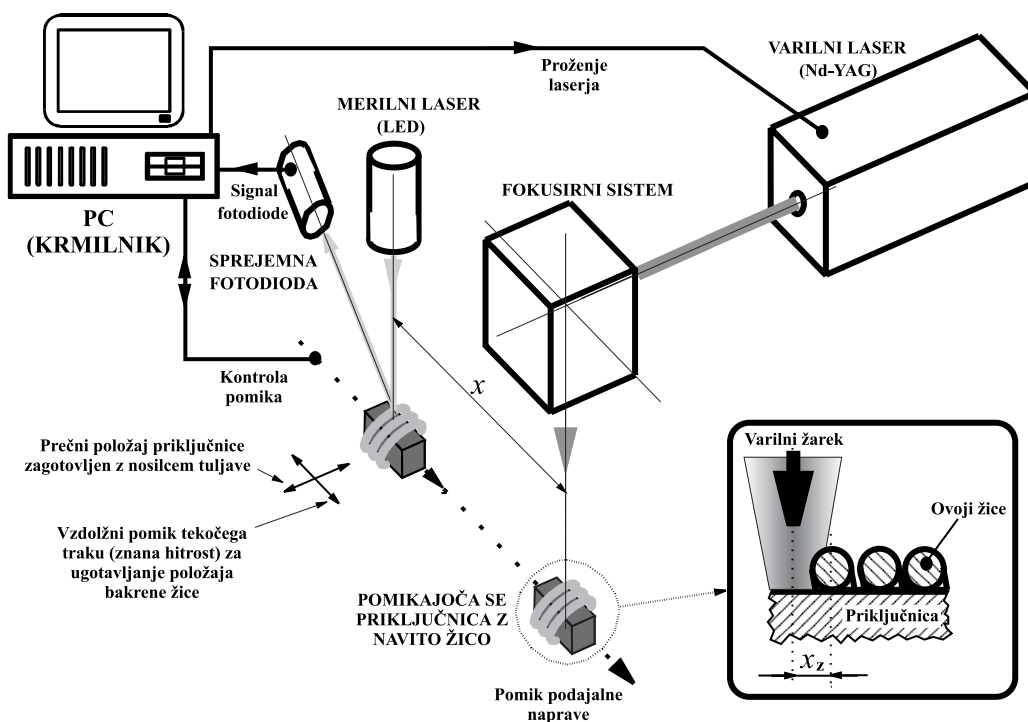 VARILNI LASER
(Nd-YAG)
Proženje
laserja
MERILNI LASER
(LED)
FOKUSIRNI SISTEM
Signal
fotodiode
PC
(KRMILNIK)
SPREJEMNA
FOTODIODA
Kontrola
pomika
x
Prečni položaj priključnice
zagotovljen z nosilcem tuljave
Vzdolžni pomik tekočega
traku (znana hitrost) za
ugotavljanje položaja
bakrene žice
POMIKAJOČA SE
PRIKLJUČNICA Z
NAVITO ŽICO
Pomik podajalne
naprave
Varilni žarek
Ovoji žice
Priključnica
xz